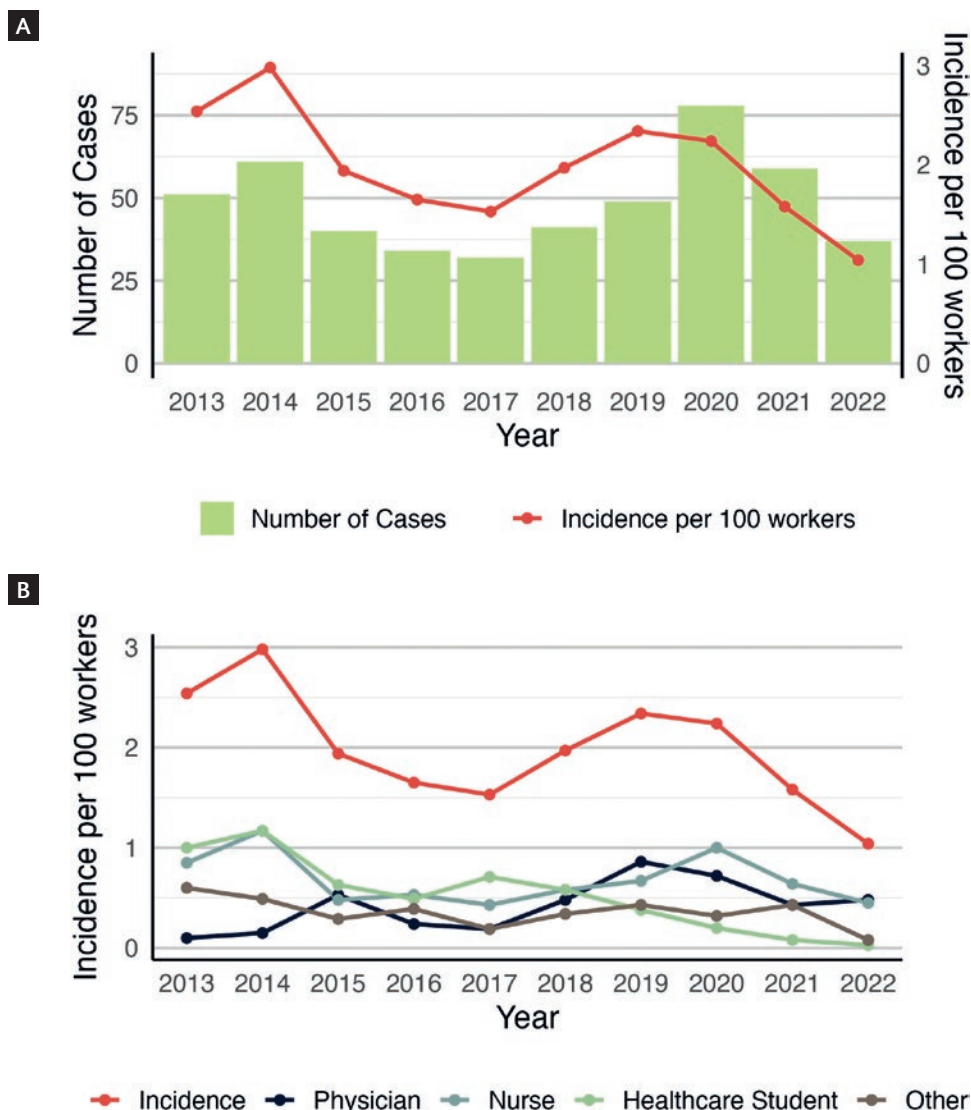 A
Number of Cases
75
50
25
0
3
2
1
0
Incidence per 100
workers
2013 2014 2015 2016 2017 2018 2019 2020 2021 2022
Year
Number of Cases Incidence per 100 workers
B
Incidence per 100 workers
3
2
1
0
2013 2014 2015 2016 2017 2018 2019 2020 2021 2022
Year
Incidence Physician Nurse Healthcare Student Other